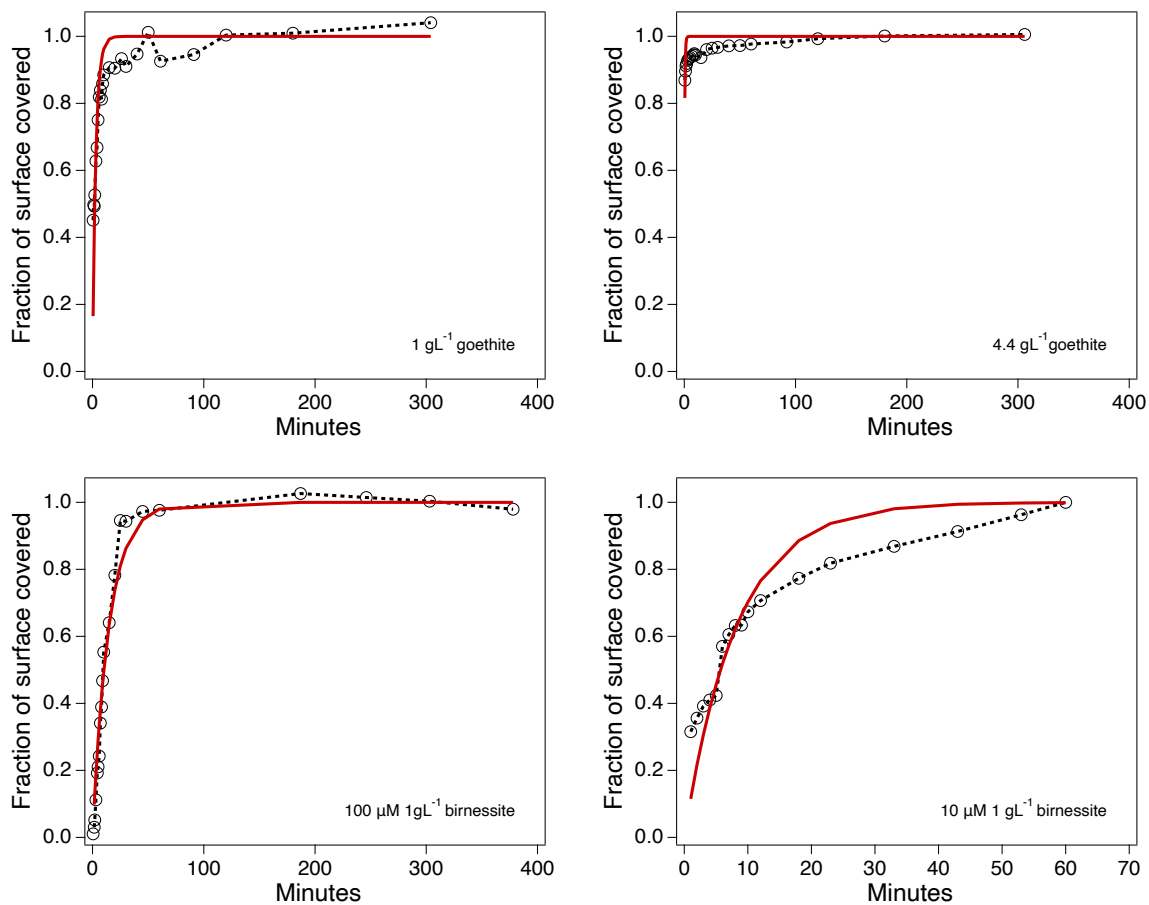 Fraction of surface covered
1.0
0.8
0.6
0.4
0.2
0.0
1 gL⁻¹ goethite
0 100 200 300 400
Minutes
Fraction of surface covered
1.0
0.8
0.6
0.4
0.2
0.0
4.4 gL⁻¹ goethite
0 100 200 300 400
Minutes
Fraction of surface covered
1.0
0.8
0.6
0.4
0.2
0.0
100 µM 1gL⁻¹ birnessite
0 100 200 300 400
Minutes
Fraction of surface covered
1.0
0.8
0.6
0.4
0.2
0.0
10 µM 1 gL⁻¹ birnessite
0 10 20 30 40 50 60 70
Minutes